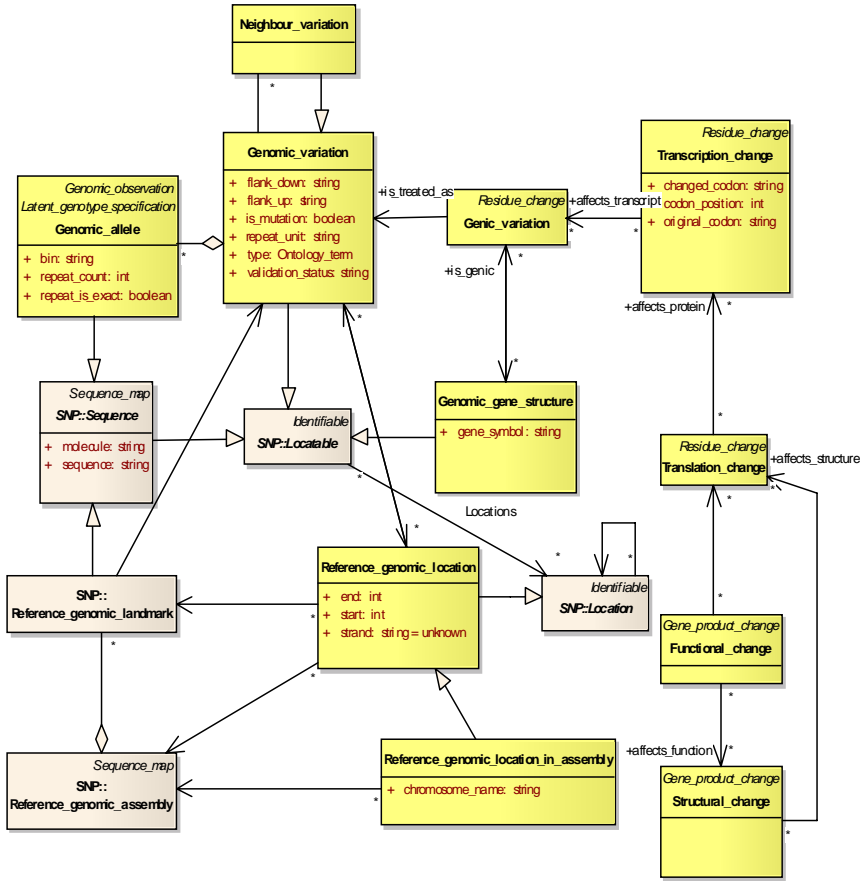 Neighbour_variation
*
Genomic_variation
+ flank_down: string
+ flank_up: string
+ is_mutation: boolean
+ repeat_unit: string
+ type: Ontology_term
+ validation_status: string
Genomic_observation
Latent_genotype_specification
Genomic_allele
+ bin: string
+ repeat_count: int
+ repeat_is_exact: boolean
*
+is_treated_as
Residue_change
Genic_variation
+affects_transcript
*
*
*
+is_genic
*
Residue_change
Transcription_change
+ changed_codon: string
codon_position: int
+ original_codon: string
+affects_protein
*
*
Sequence_map
SNP::Sequence
+ molecule: string
+ sequence: string
Identifiable
SNP::Locatable
*
Genomic_gene_structure
+ gene_symbol: string
Residue_change
Translation_change
+affects_structure
*
*
Locations
*
*
*
SNP::
Reference_genomic_landmark
*
Reference_genomic_location
+ end: int
+ start: int
+ strand: string = unknown
*
*
*
Identifiable
SNP::Location
*
Gene_product_change
Functional_change
*
+affects_function
*
Sequence_map
SNP::
Reference_genomic_assembly
Reference_genomic_location_in_assembly
+ chromosome_name: string
*
Gene_product_change
Structural_change
*